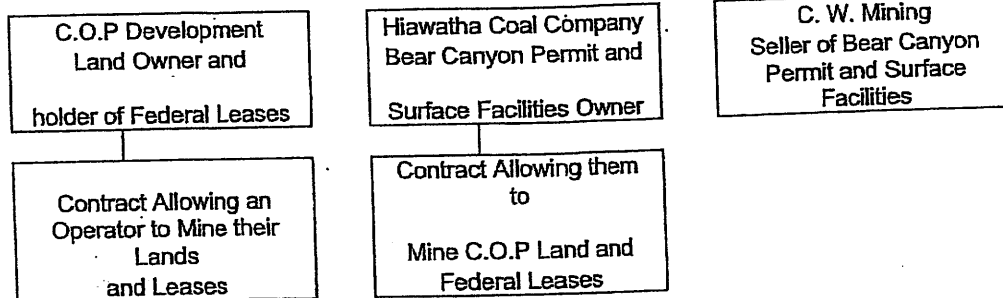 C.O.P Development
Land Owner and
holder of Federal Leases
Hiawatha Coal Company
Bear Canyon Permit and
Surface Facilities Owner
C. W. Mining
Seller of Bear Canyon
Permit and Surface
Facilities
Contract Allowing an
Operator to Mine their
Lands
and Leases
Contract Allowing them
to
Mine C.O.P Land and
Federal Leases